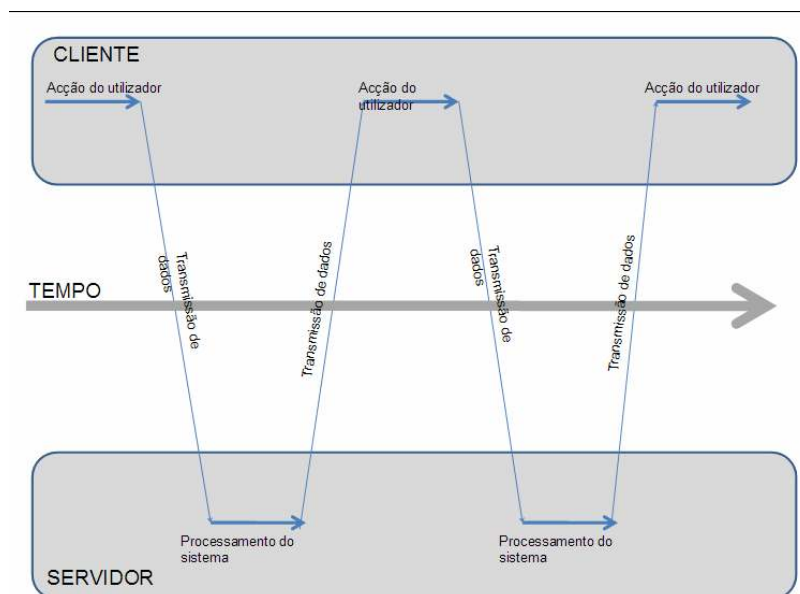 CLIENTE
Acção do utilizador
Acção do
utilizador
Acção do utilizador
Transmissão de
dados
Transmissão de dados
Transmissão de
dados
Transmissão de dados
TEMPO
Processamento do
sistema
Processamento do
sistema
SERVIDOR